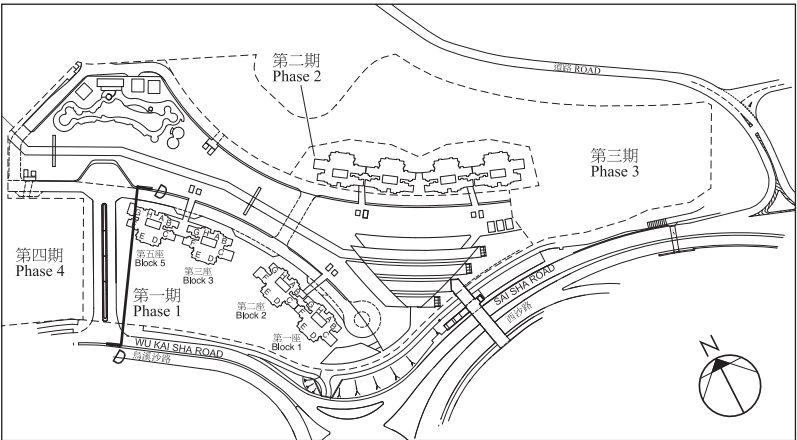 第二期
Phase 2
道路 ROAD
第三期
Phase 3
第四期
Phase 4
第一期
Phase 1
第五座
Block 5
第三座
Block 3
第二座
Block 2
第一座
Block 1
WU KAI SHA ROAD
烏溪沙路
SAI SHA ROAD
西沙路
N